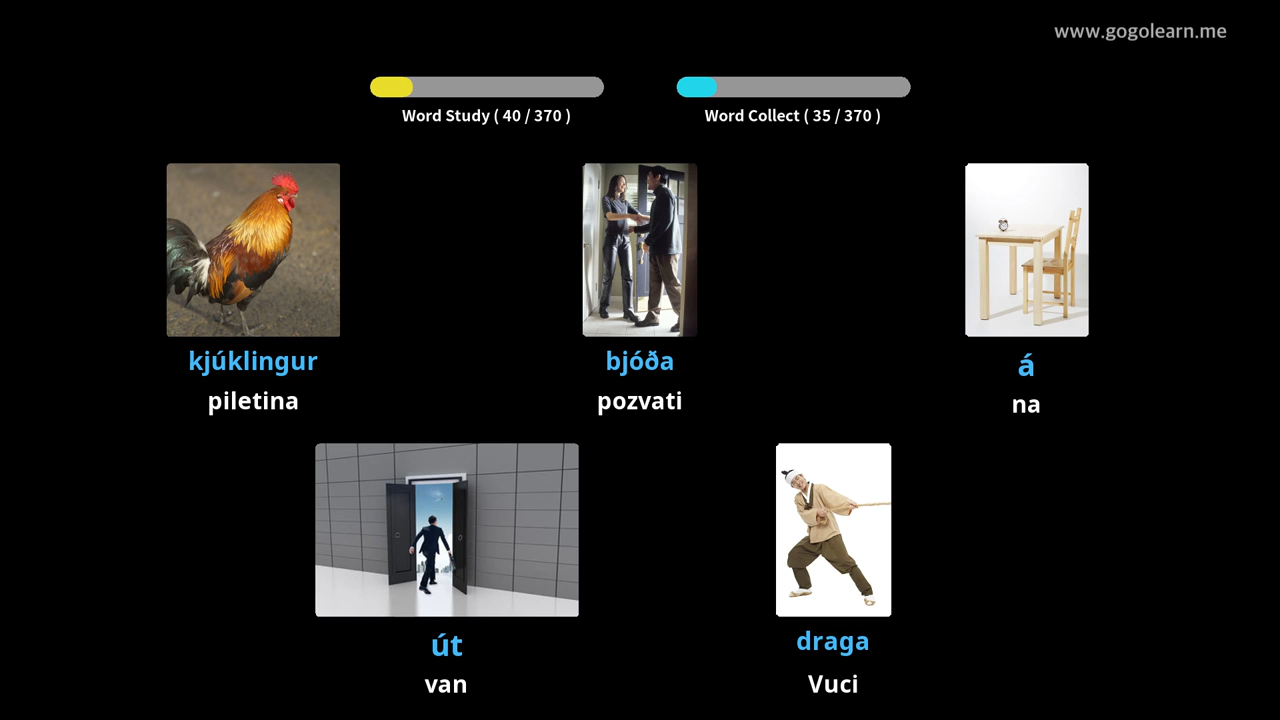 www.gogolearn.me
Word Study ( 40 / 370 )
Word Collect ( 35 / 370 )
kjúklingur
piletina
bjóða
pozvati
á
na
út
van
draga
Vuci